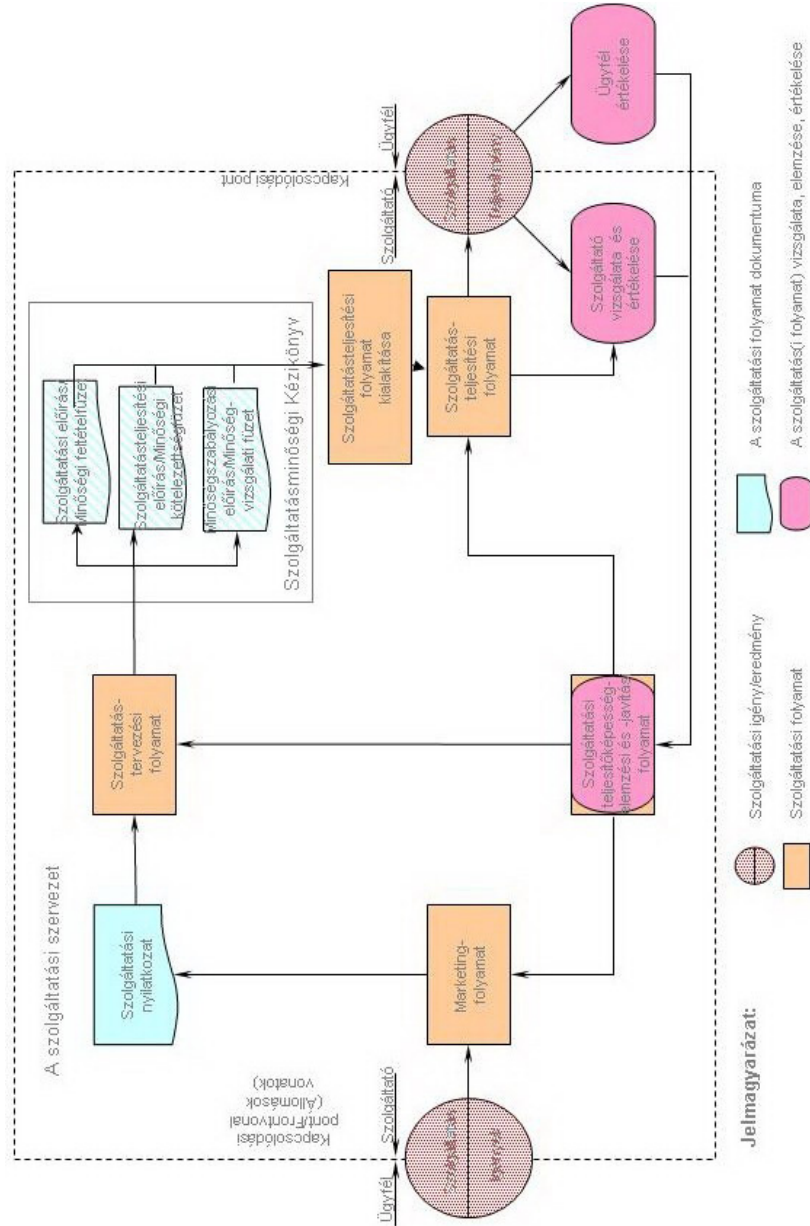 A szolgáltatási szervezet
Kapcsolódási
pont/Frontvonal
(Állomások
vonatok)
Ügyfél
Szolgáltató
Szolgáltatás
Marketing-
folyamat
Szolgáltatási
nyilatkozat
Szolgáltatás-
tervezési
folyamat
Szolgáltatási
teljesítőképesség-
elemzési és -javítási
folyamat
Szolgáltatási előírás/
Minőségi feltételfüzet
Szolgáltatásteljesítési
előírás/Minőségi
kötelezettségfüzet
Minőségszabályozási
előírás/Minőség-
vizsgálati füzet
Szolgáltatásminőségi Kézikönyv
Szolgáltatásteljesítési
folyamat
kialakítása
Szolgáltatás-
teljesítési
folyamat
Kapcsolódási pont
Szolgáltató
Ügyfél
Szolgáltatás
Szolgáltató
vizsgálata és
értékelése
Ügyfél
értékelése
Jelmagyarázat:
Szolgáltatási igény/eredmény
Szolgáltatási folyamat
A szolgáltatási folyamat dokumentuma
A szolgáltatás(i folyamat) vizsgálata, elemzése, értékelése